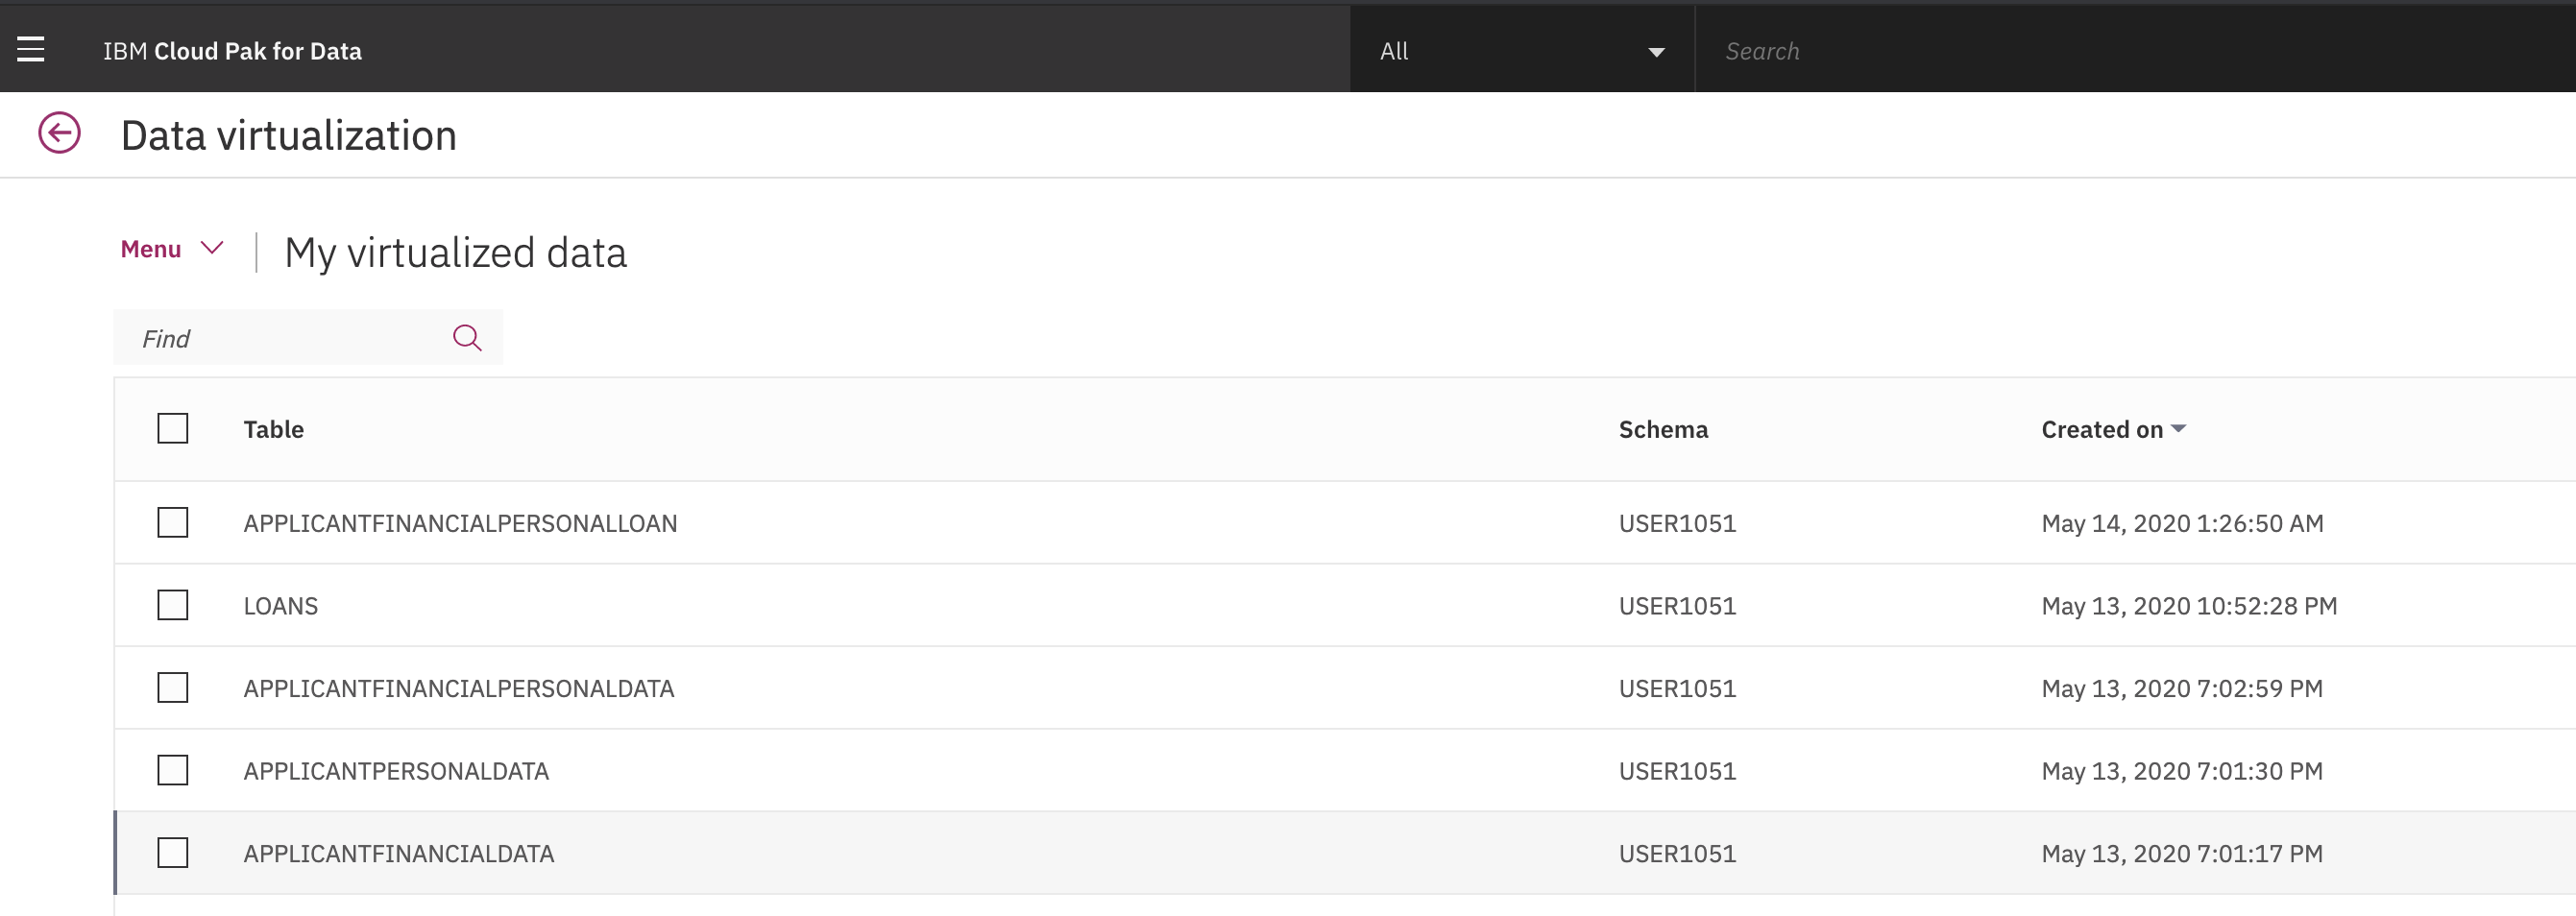 IBM Cloud Pak for Data All Search
Data virtualization
Menu My virtualized data
Find
Table Schema Created on
APPLICANTFINANCIALPERSONALLOAN USER1051 May 14, 2020 1:26:50 AM
LOANS USER1051 May 13, 2020 10:52:28 PM
APPLICANTFINANCIALPERSONALDATA USER1051 May 13, 2020 7:02:59 PM
APPLICANTPERSONALDATA USER1051 May 13, 2020 7:01:30 PM
APPLICANTFINANCIALDATA USER1051 May 13, 2020 7:01:17 PM